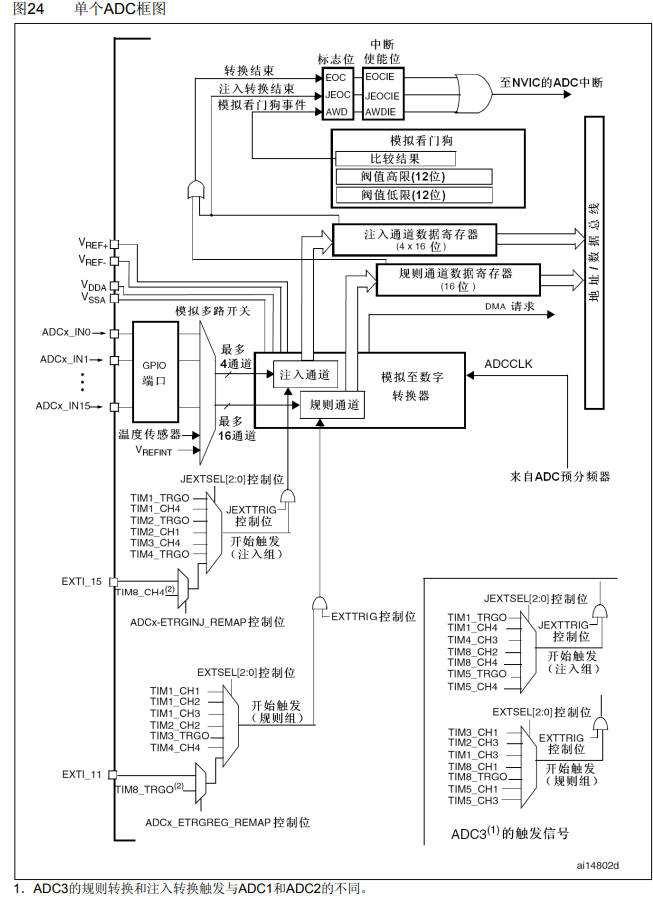 图24 单个ADC框图
中断
标志位 使能位
转换结束
EOC
EOCIE
注入转换结束
JEOC
JEOCIE
至NVIC的ADC中断
模拟看门狗事件
AWD
AWDIE
模拟看门狗
比较结果
阀值高限(12位)
阀值低限(12位)
地址/数据总线
注入通道数据寄存器
(4 x 16 位)
规则通道数据寄存器
(16 位)
VREF+
VREF-
VDDA
VSSA
DMA 请求
模拟多路开关
ADCx_IN0
ADCx_IN1
ADCx_IN15
GPIO
端口
最多
4通道
注入通道
规则通道
模拟至数字
转换器
ADCCLK
最多
16通道
温度传感器
VREFINT
来自ADC预分频器
JEXTSEL[2:0]控制位
TIM1_TRGO
TIM1_CH4
TIM2_TRGO
TIM2_CH1
TIM3_CH4
TIM4_TRGO
JEXTTRIG
控制位
开始触发
(注入组)
EXTI_15
TIM8_CH4(2)
ADCx-ETRGINJ_REMAP控制位
EXTTRIG控制位
EXTSEL[2:0]控制位
TIM1_CH1
TIM1_CH2
TIM1_CH3
TIM2_CH2
TIM3_TRGO
TIM4_CH4
开始触发
(规则组)
EXTI_11
TIM8_TRGO(2)
ADCx_ETRGREG_REMAP控制位
JEXTSEL[2:0]控制位
TIM1_TRGO
TIM1_CH4
TIM4_CH3
TIM8_CH2
TIM8_CH4
TIM5_TRGO
TIM5_CH4
JEXTTRIG
控制位
开始触发
(注入组)
EXTSEL[2:0]控制位
TIM3_CH1
TIM2_CH3
TIM1_CH3
TIM8_CH1
TIM8_TRGO
TIM5_CH1
TIM5_CH3
EXTTRIG
控制位
开始触发
(规则组)
ADC3(1)的触发信号
ai14802d
1. ADC3的规则转换和注入转换触发与ADC1和ADC2的不同。